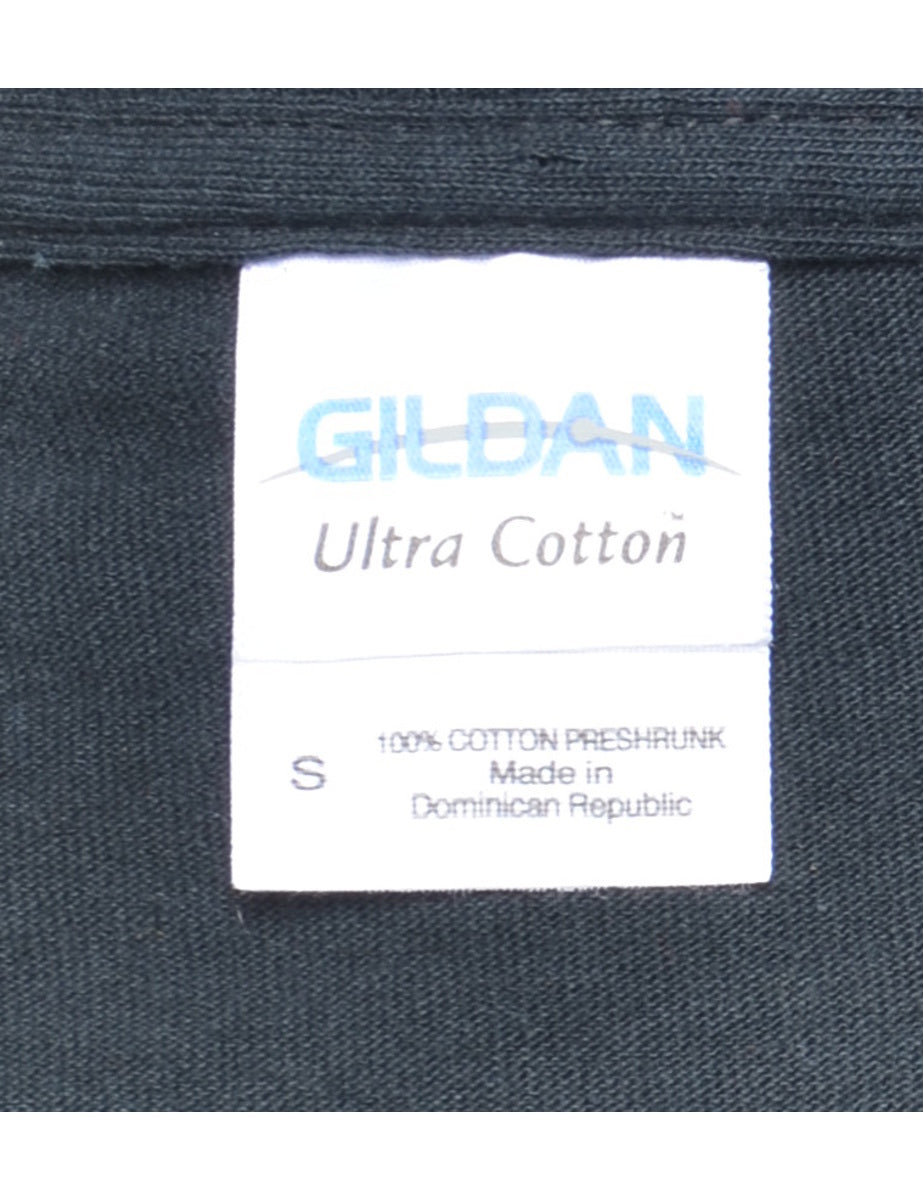 GILDAN
Ultra Cotton
S
100% COTTON PRESHRUNK
Made in
Dominican Republic